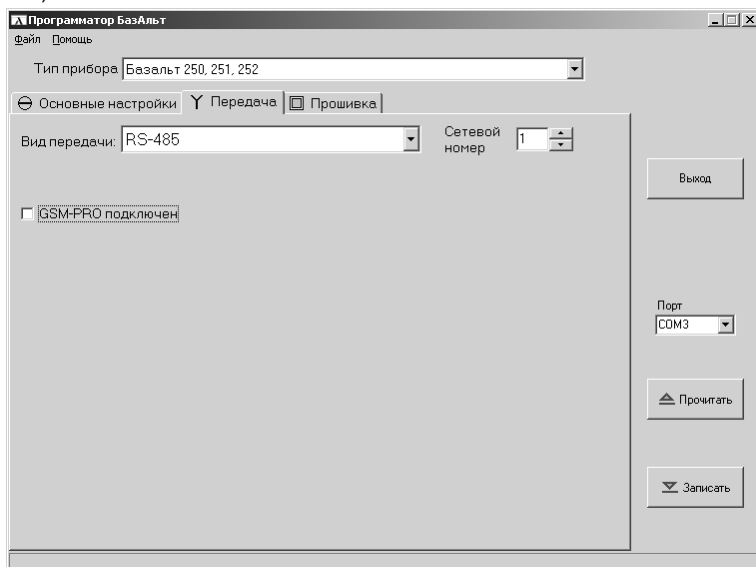 Программатор БазАльт
Файл Помощь
Тип прибора Базальт 250, 251, 252
Основные настройки Передача Прошивка
Вид передачи: RS-485 Сетевой номер 1
GSM-PRO подключен
Выход
Порт
COM3
Прочитать
Записать